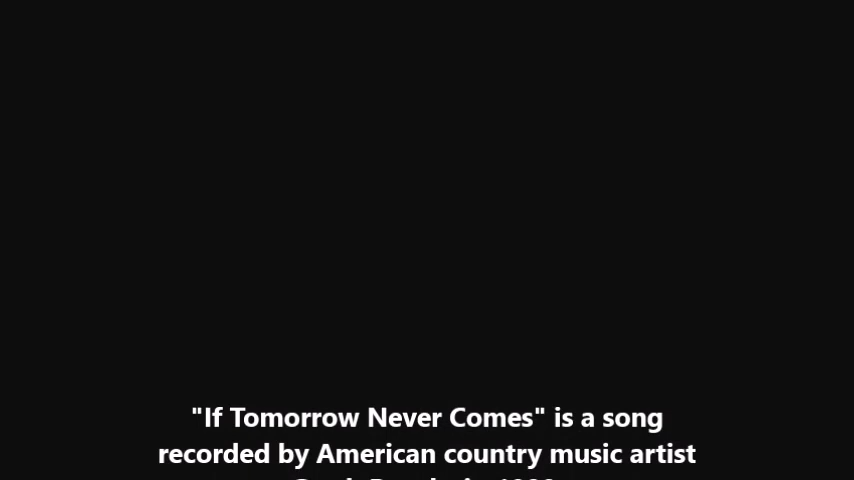 "If Tomorrow Never Comes" is a song
recorded by American country music artist